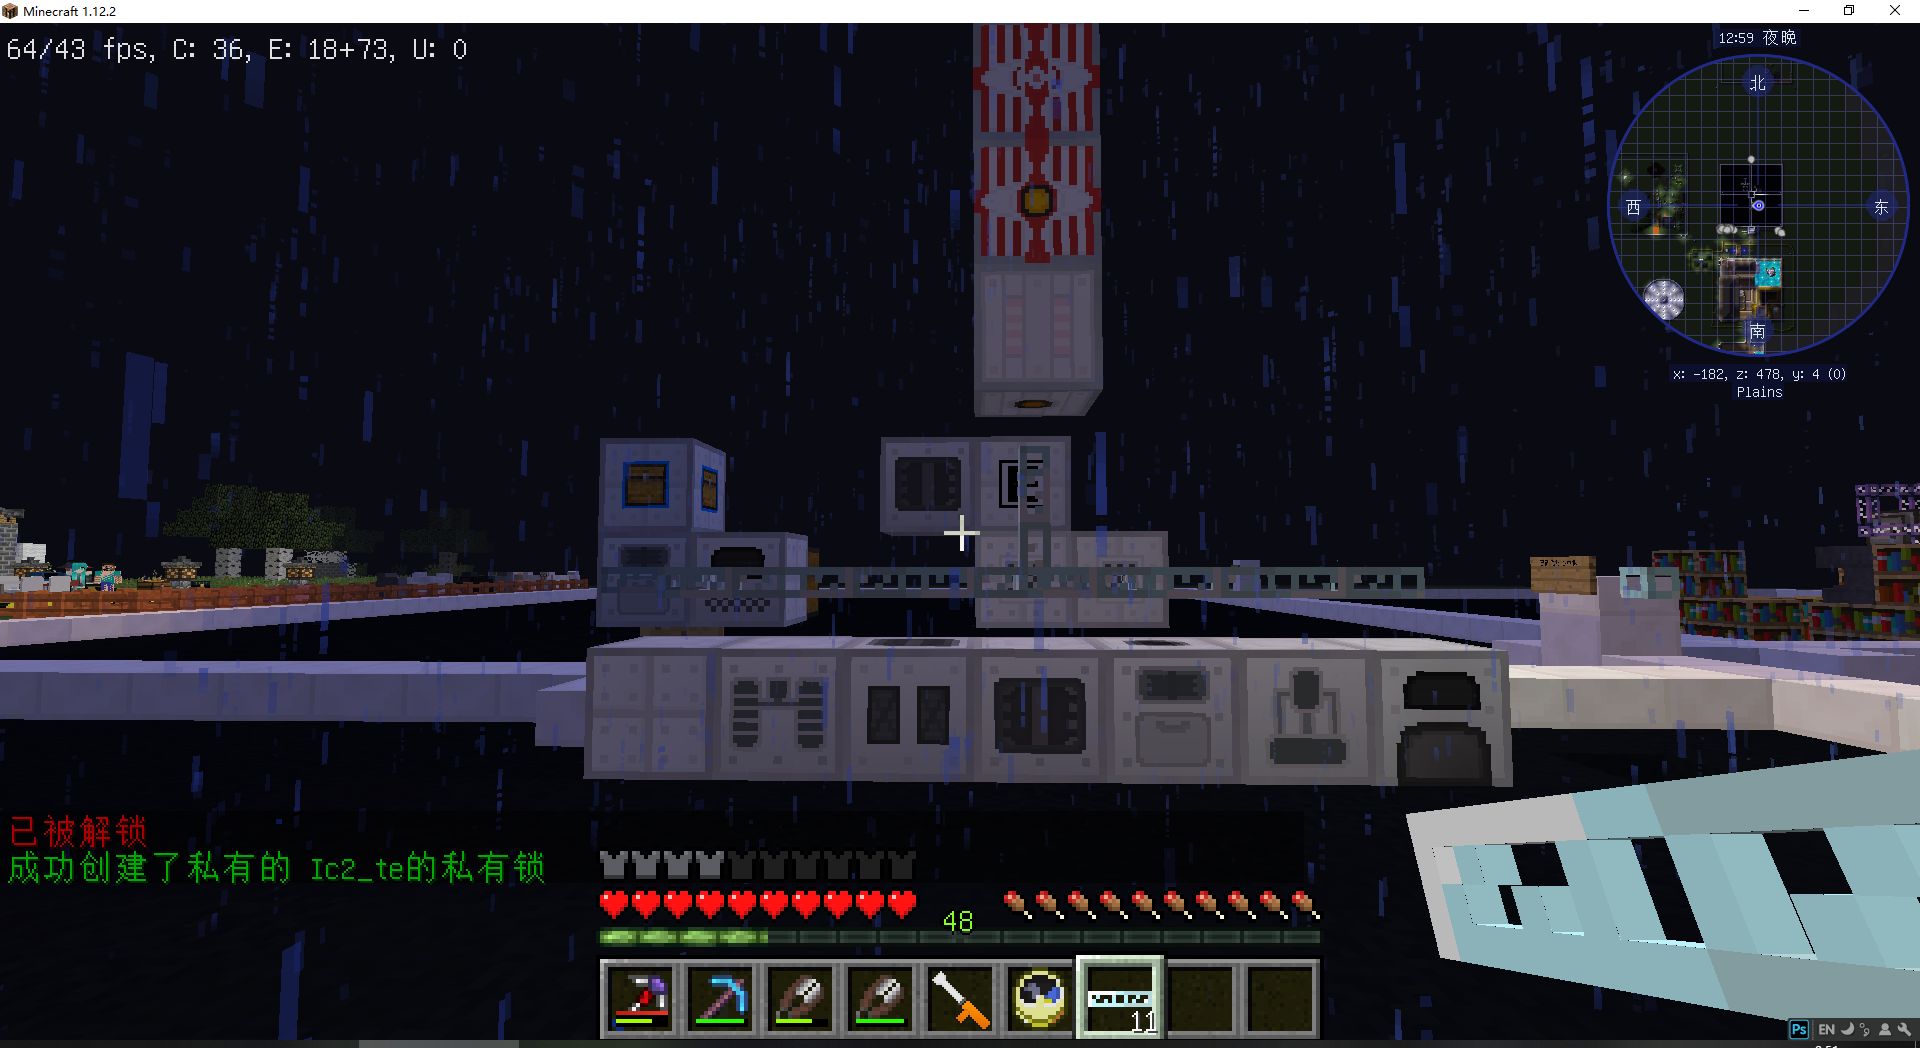 Minecraft 1.12.2
64/43 fps, C: 36, E: 18+73, U: 0
12:59 夜晚
北
西
东
南
x: -182, z: 478, y: 4 (0)
Plains
已被解锁
成功创建了私有的 Ic2_te的私有锁
48
11
Ps EN